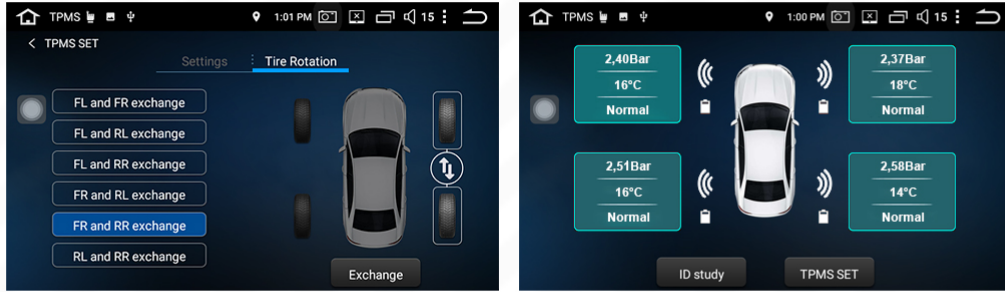 TPMS 1:01 PM 15
TPMS SET
Settings Tire Rotation
FL and FR exchange
FL and RL exchange
FL and RR exchange
FR and RL exchange
FR and RR exchange
RL and RR exchange
Exchange
TPMS 1:00 PM 15
2,40Bar
16°C
Normal
2,37Bar
18°C
Normal
2,51Bar
16°C
Normal
2,58Bar
14°C
Normal
ID study TPMS SET